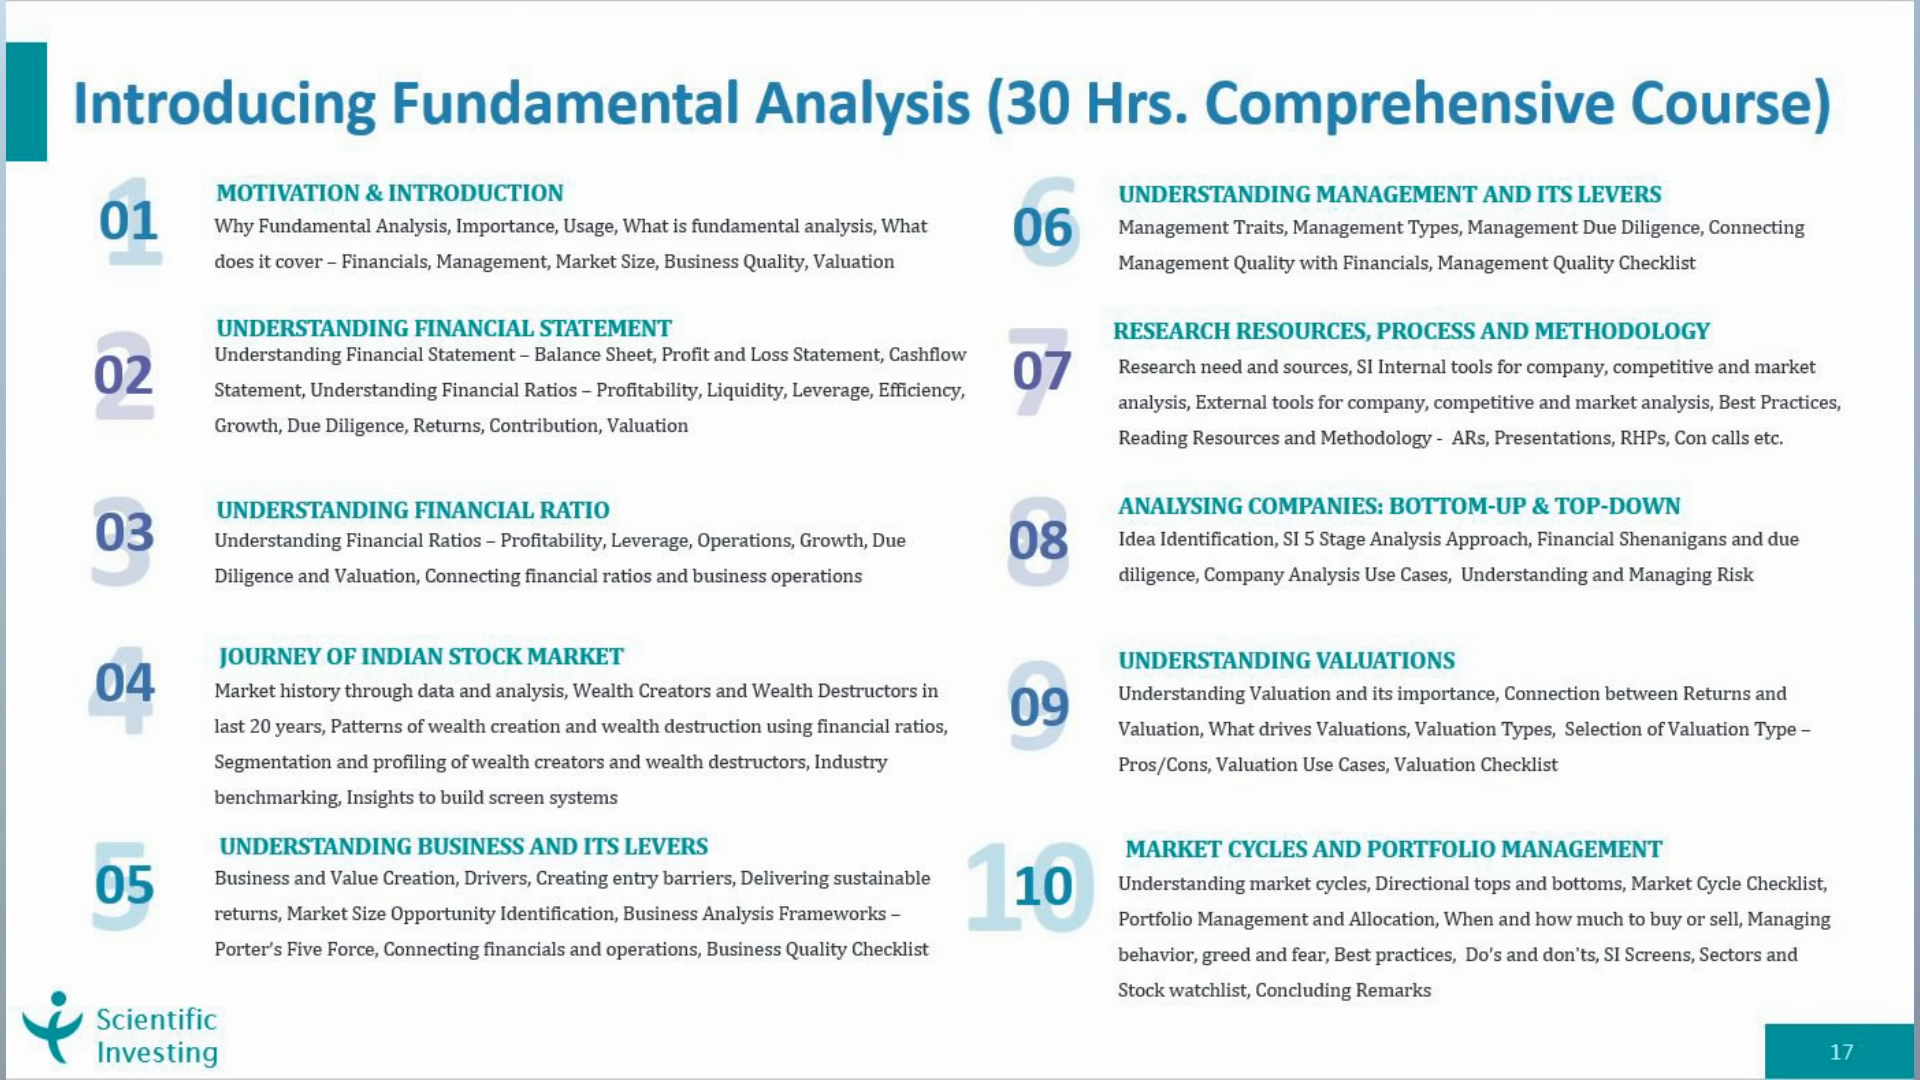 Introducing Fundamental Analysis (30 Hrs. Comprehensive Course)
1
01
MOTIVATION & INTRODUCTION
Why Fundamental Analysis, Importance, Usage, What is fundamental analysis, What
does it cover – Financials, Management, Market Size, Business Quality, Valuation
2
02
UNDERSTANDING FINANCIAL STATEMENT
Understanding Financial Statement – Balance Sheet, Profit and Loss Statement, Cashflow
Statement, Understanding Financial Ratios – Profitability, Liquidity, Leverage, Efficiency,
Growth, Due Diligence, Returns, Contribution, Valuation
3
03
UNDERSTANDING FINANCIAL RATIO
Understanding Financial Ratios – Profitability, Leverage, Operations, Growth, Due
Diligence and Valuation, Connecting financial ratios and business operations
4
04
JOURNEY OF INDIAN STOCK MARKET
Market history through data and analysis, Wealth Creators and Wealth Destructors in
last 20 years, Patterns of wealth creation and wealth destruction using financial ratios,
Segmentation and profiling of wealth creators and wealth destructors, Industry
benchmarking, Insights to build screen systems
5
05
UNDERSTANDING BUSINESS AND ITS LEVERS
Business and Value Creation, Drivers, Creating entry barriers, Delivering sustainable
returns, Market Size Opportunity Identification, Business Analysis Frameworks –
Porter's Five Force, Connecting financials and operations, Business Quality Checklist
6
06
UNDERSTANDING MANAGEMENT AND ITS LEVERS
Management Traits, Management Types, Management Due Diligence, Connecting
Management Quality with Financials, Management Quality Checklist
7
07
RESEARCH RESOURCES, PROCESS AND METHODOLOGY
Research need and sources, SI Internal tools for company, competitive and market
analysis, External tools for company, competitive and market analysis, Best Practices,
Reading Resources and Methodology - ARs, Presentations, RHPs, Con calls etc.
8
08
ANALYSING COMPANIES: BOTTOM-UP & TOP-DOWN
Idea Identification, SI 5 Stage Analysis Approach, Financial Shenanigans and due
diligence, Company Analysis Use Cases, Understanding and Managing Risk
9
09
UNDERSTANDING VALUATIONS
Understanding Valuation and its importance, Connection between Returns and
Valuation, What drives Valuations, Valuation Types, Selection of Valuation Type –
Pros/Cons, Valuation Use Cases, Valuation Checklist
10
10
MARKET CYCLES AND PORTFOLIO MANAGEMENT
Understanding market cycles, Directional tops and bottoms, Market Cycle Checklist,
Portfolio Management and Allocation, When and how much to buy or sell, Managing
behavior, greed and fear, Best practices, Do's and don'ts, SI Screens, Sectors and
Stock watchlist, Concluding Remarks
Scientific
Investing
17